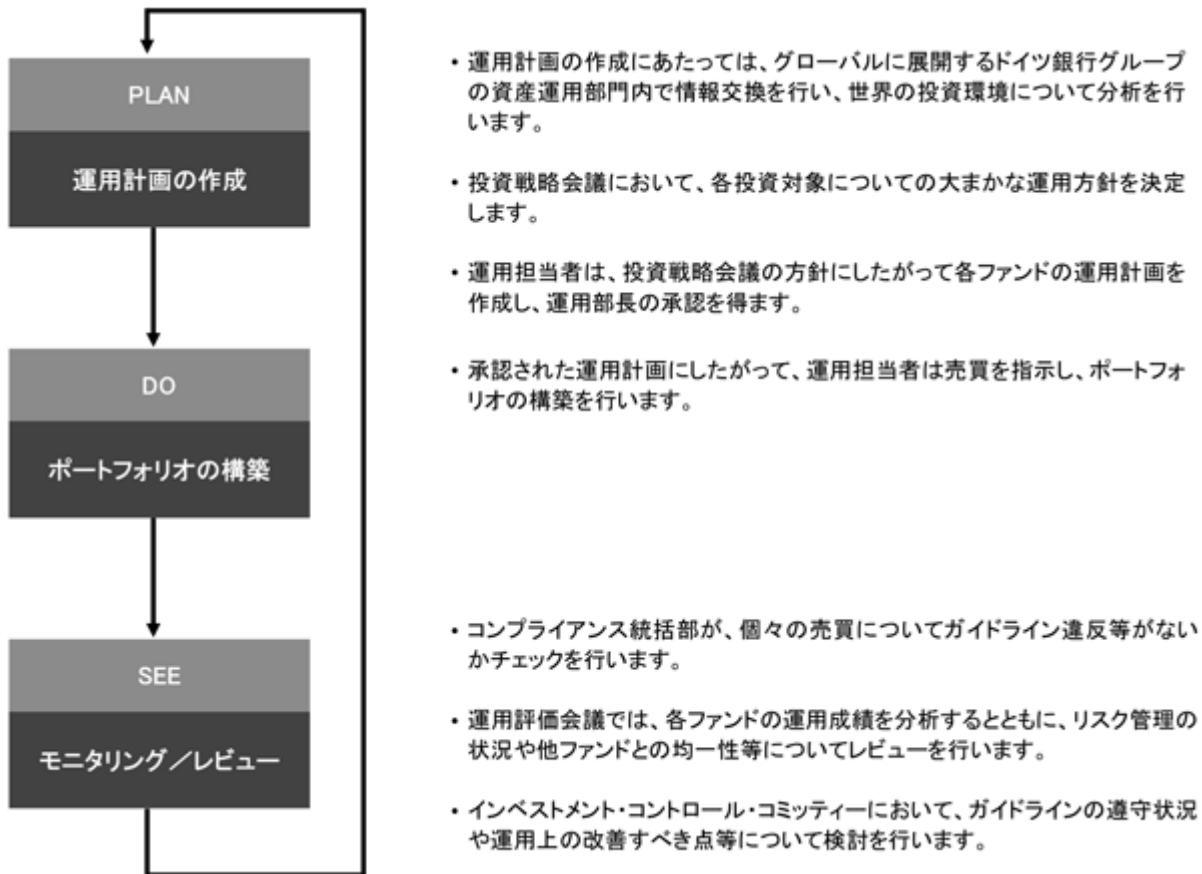 PLAN
運用計画の作成
・運用計画の作成にあたっては、グローバルに展開するドイツ銀行グループ
の資産運用部門内で情報交換を行い、世界の投資環境について分析を行
います。
・投資戦略会議において、各投資対象についての大まかな運用方針を決定
します。
・運用担当者は、投資戦略会議の方針にしたがって各ファンドの運用計画を
作成し、運用部長の承認を得ます。
DO
ポートフォリオの構築
・承認された運用計画にしたがって、運用担当者は売買を指示し、ポートフォ
リオの構築を行います。
SEE
モニタリング／レビュー
・コンプライアンス統括部が、個々の売買についてガイドライン違反等がない
かチェックを行います。
・運用評価会議では、各ファンドの運用成績を分析するとともに、リスク管理の
状況や他ファンドとの均一性等についてレビューを行います。
・インベストメント・コントロール・コミッティーにおいて、ガイドラインの遵守状況
や運用上の改善すべき点等について検討を行います。